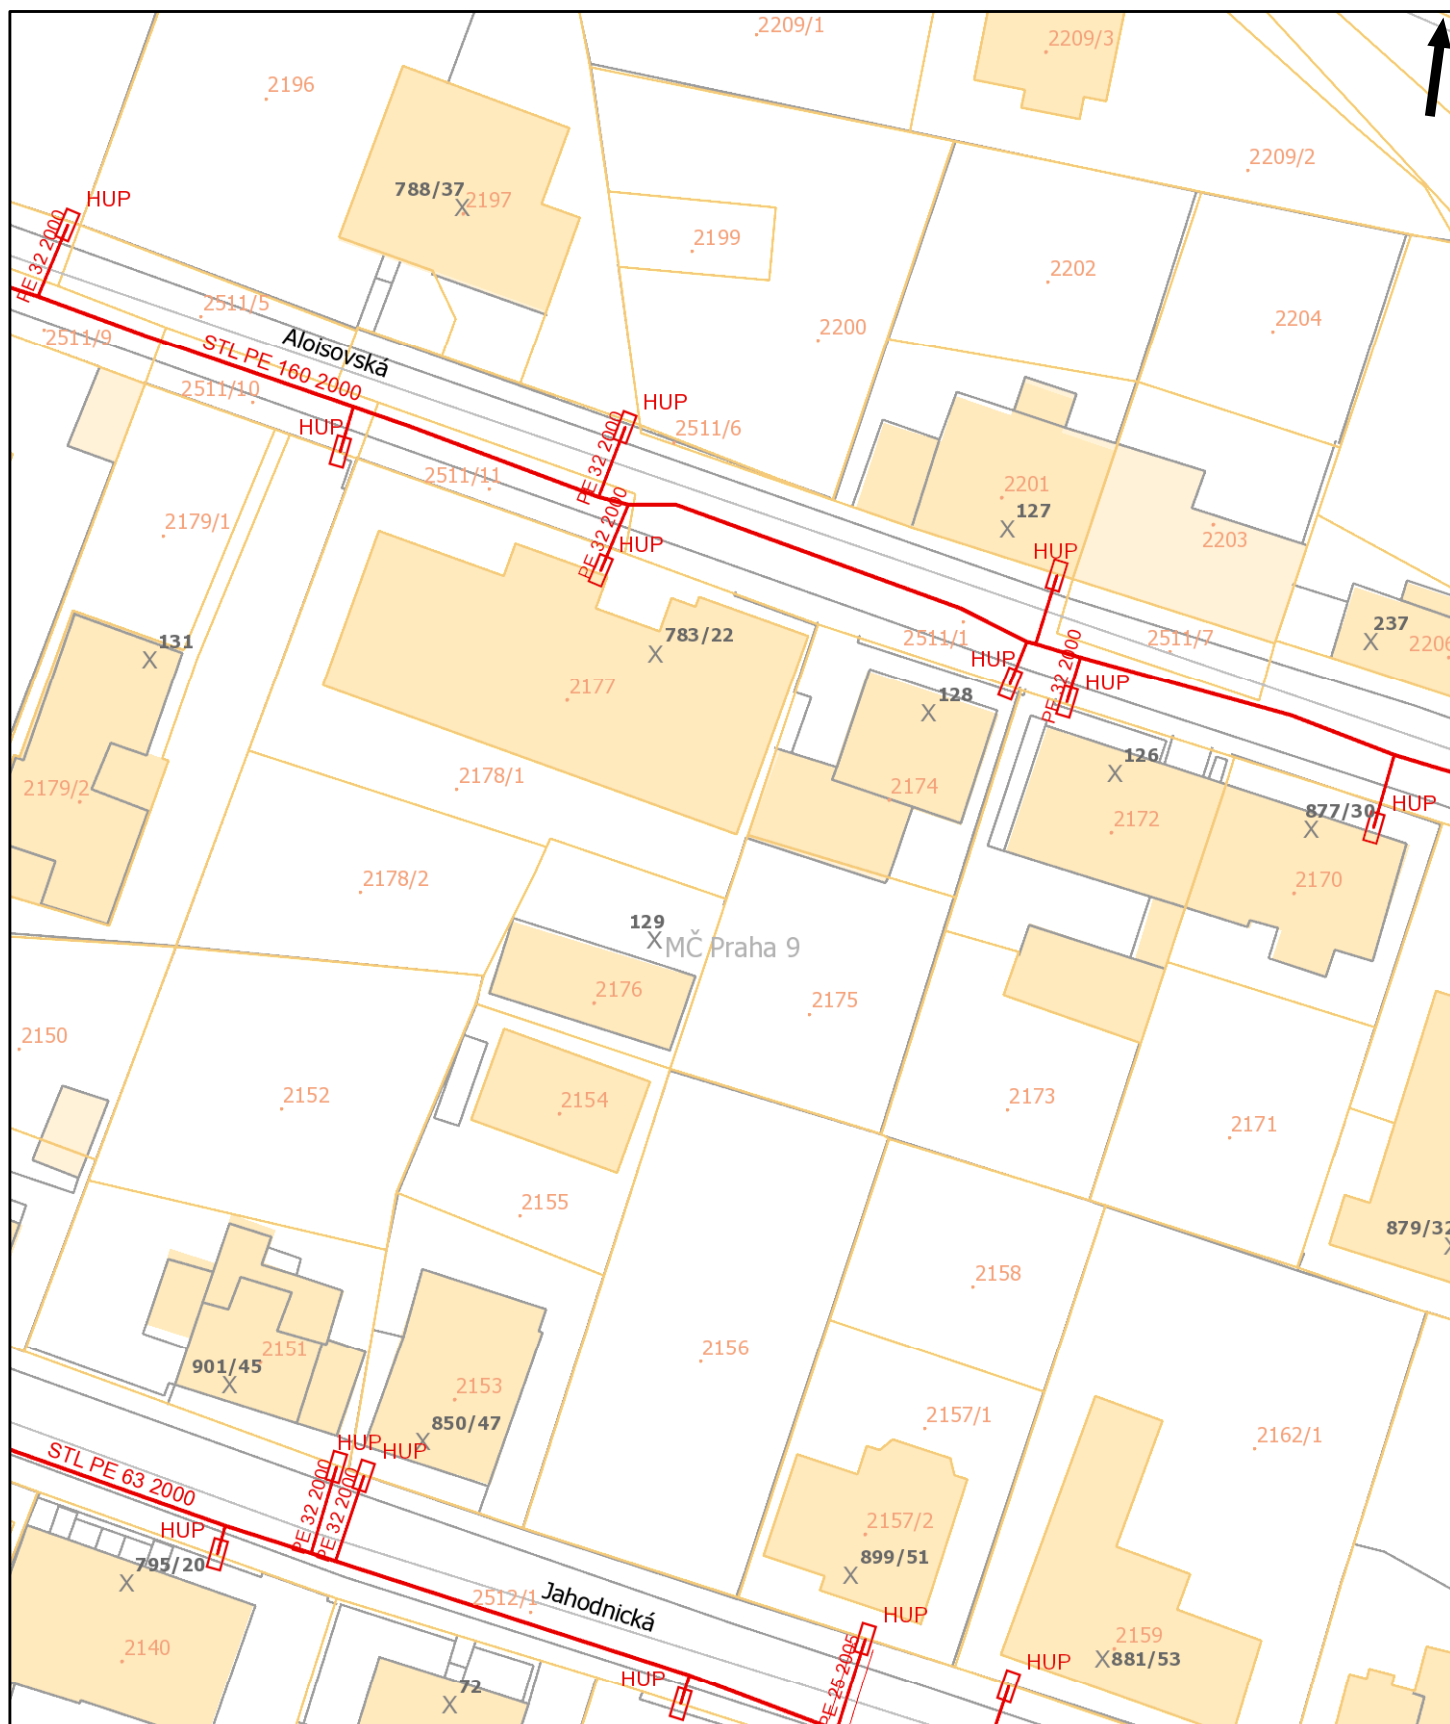 2209/1
2209/3
2196
2209/2
788/37
2197
HUP
2199
PE 32 2000
2202
2511/5
2204
2200
2511/9
Aloisovská
STL PE 160 2000
2511/10
HUP
HUP
2511/6
PE 32 2000
2511/11
2201
127
2179/1
PE 32 2000
HUP
HUP
2203
131
783/22
2511/1
2511/7
237
2206
HUP
PE 32 2000
HUP
2177
128
126
2178/1
2179/2
2174
2172
877/30
HUP
2178/2
2170
129
MČ Praha 9
2176
2175
2150
2152
2154
2173
2171
2155
879/32
2158
2156
2151
901/45
2153
850/47
2157/1
2162/1
HUP
HUP
STL PE 63 2000
PE 32 2000
PE 32 2000
HUP
2157/2
795/20
899/51
2512/1
Jahodnická
HUP
2140
2159
881/53
HUP
HUP
72
PE 25 2005